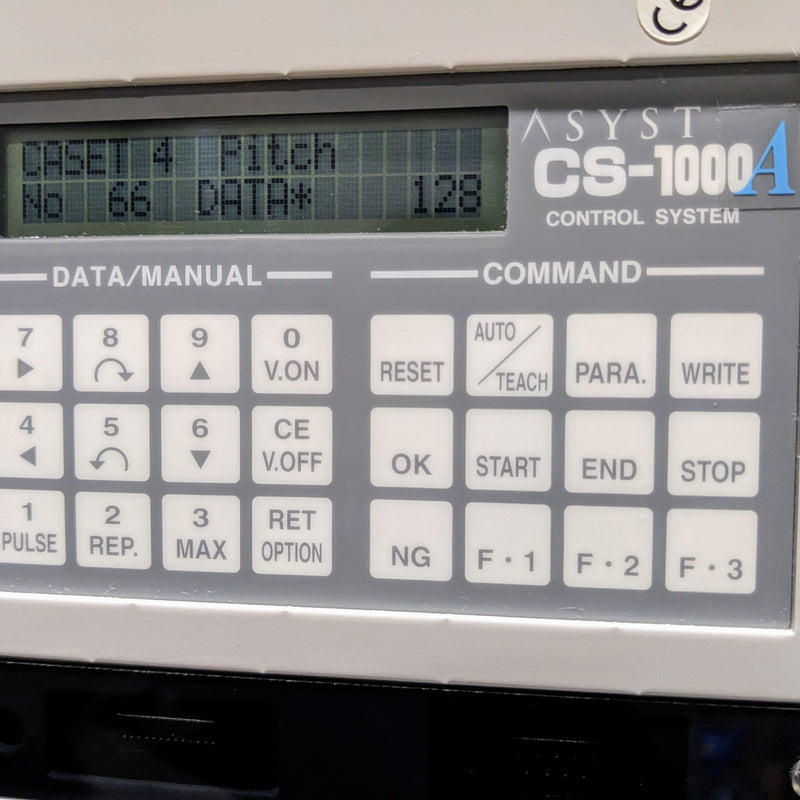 CE
ASYST
CS-1000A
CONTROL SYSTEM
CASET 4 Pitch
No 66 DATA* 128
DATA/MANUAL
COMMAND
7 8 9 0
V.ON
RESET AUTO/TEACH PARA. WRITE
4 5 6 CE
V.OFF
OK START END STOP
1 2 3 RET
PULSE REP. MAX OPTION
NG F・1 F・2 F・3